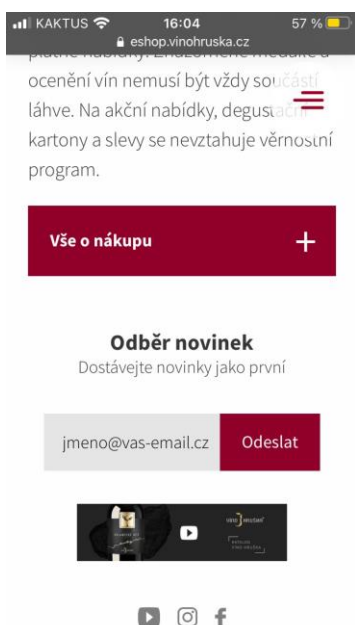 KAKTUS 16:04 57 %
eshop.vinohruska.cz
ocenění vín nemusí být vždy součástí
láhve. Na akční nabídky, degustační
kartony a slevy se nevztahuje věrnostní
program.
Vše o nákupu +
Odběr novinek
Dostávejte novinky jako první
jmeno@vas-email.cz Odeslat